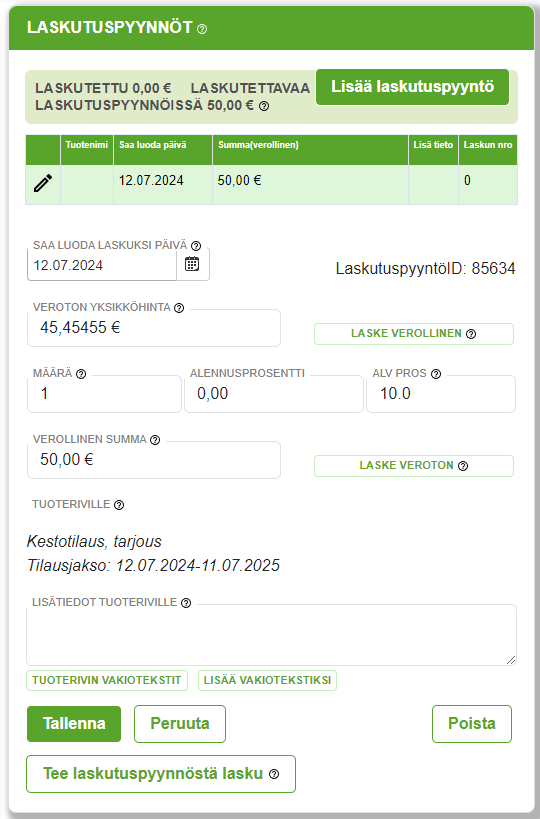 LASKUTUSPYYNNÖT
LASKUTETTU 0,00 € LASKUTETTAVAA
LASKUTUSPYYNNÖISSÄ 50,00 €
Lisää laskutuspyyntö
Tuotenimi Saa luoda päivä Summa(verollinen) Lisä tieto Laskun nro
12.07.2024 50,00 € 0
SAA LUODA LASKUKSI PÄIVÄ
12.07.2024
LaskutuspyyntöID: 85634
VEROTON YKSIKKÖHINTA
45,45455 €
LASKE VEROLLINEN
MÄÄRÄ ALENNUSPROSENTTI ALV PROS
1 0,00 10.0
VEROLLINEN SUMMA
50,00 €
LASKE VEROTON
TUOTERIVILLE
Kestotilaus, tarjous
Tilausjakso: 12.07.2024-11.07.2025
LISÄTIEDOT TUOTERIVILLE
TUOTERIVIN VAKIOTEKSTIT LISÄÄ VAKIOTEKSTIKSI
Tallenna Peruuta Poista
Tee laskutuspyynnöstä lasku